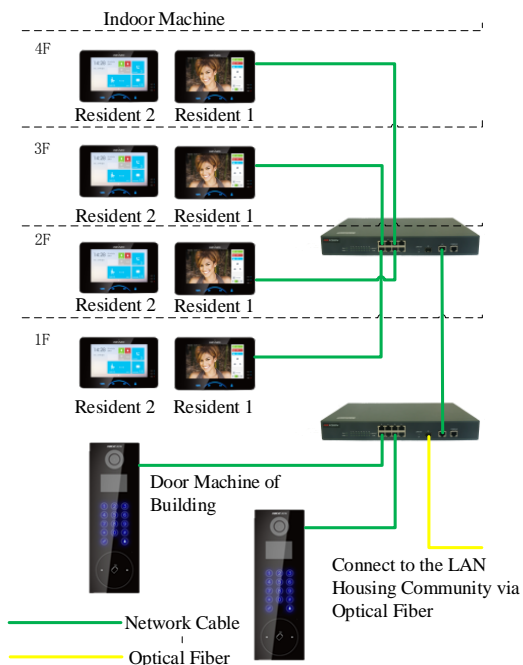 Indoor Machine
4F
Resident 2 Resident 1
3F
Resident 2 Resident 1
2F
Resident 2 Resident 1
1F
Resident 2 Resident 1
Door Machine of
Building
Connect to the LAN
Housing Community via
Optical Fiber
Network Cable
Optical Fiber